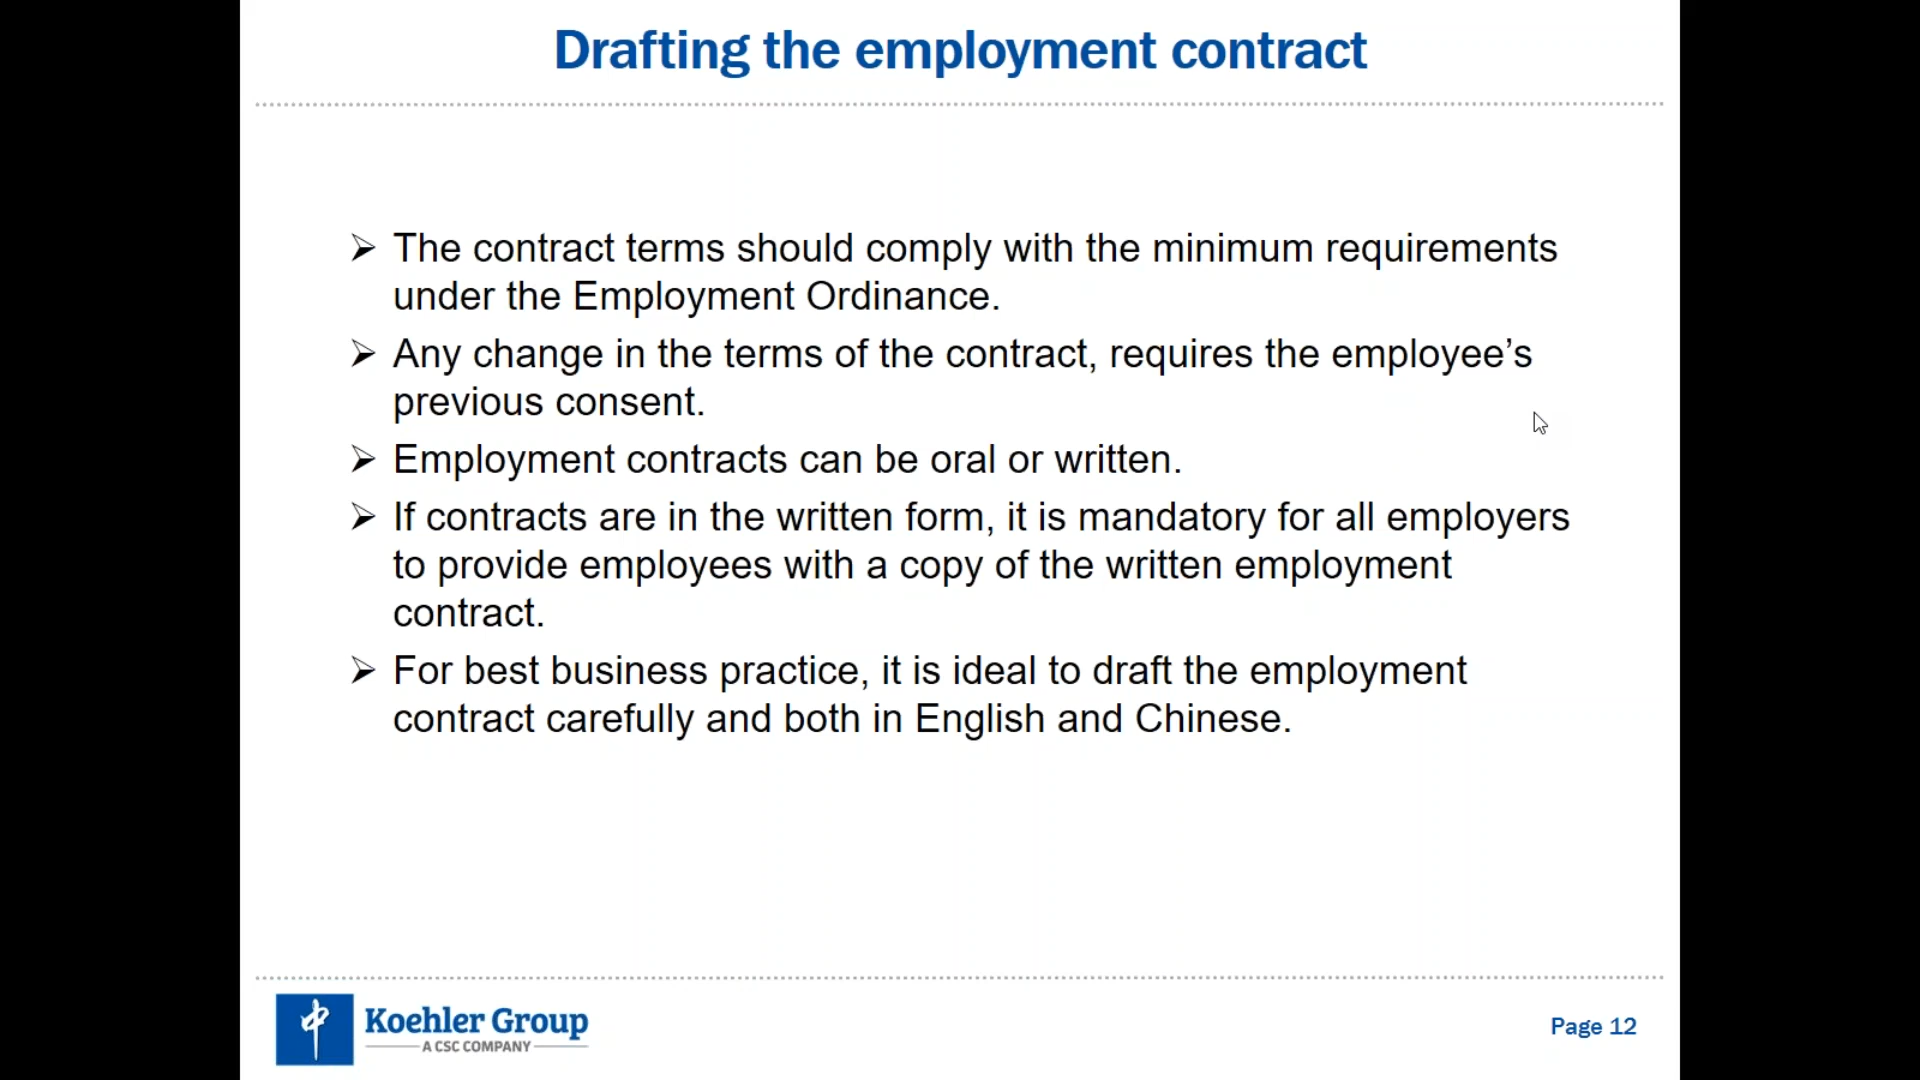 Drafting the employment contract
➢ The contract terms should comply with the minimum requirements
under the Employment Ordinance.
➢ Any change in the terms of the contract, requires the employee’s
previous consent.
➢ Employment contracts can be oral or written.
➢ If contracts are in the written form, it is mandatory for all employers
to provide employees with a copy of the written employment
contract.
➢ For best business practice, it is ideal to draft the employment
contract carefully and both in English and Chinese.
Koehler Group
A CSC COMPANY
Page 12